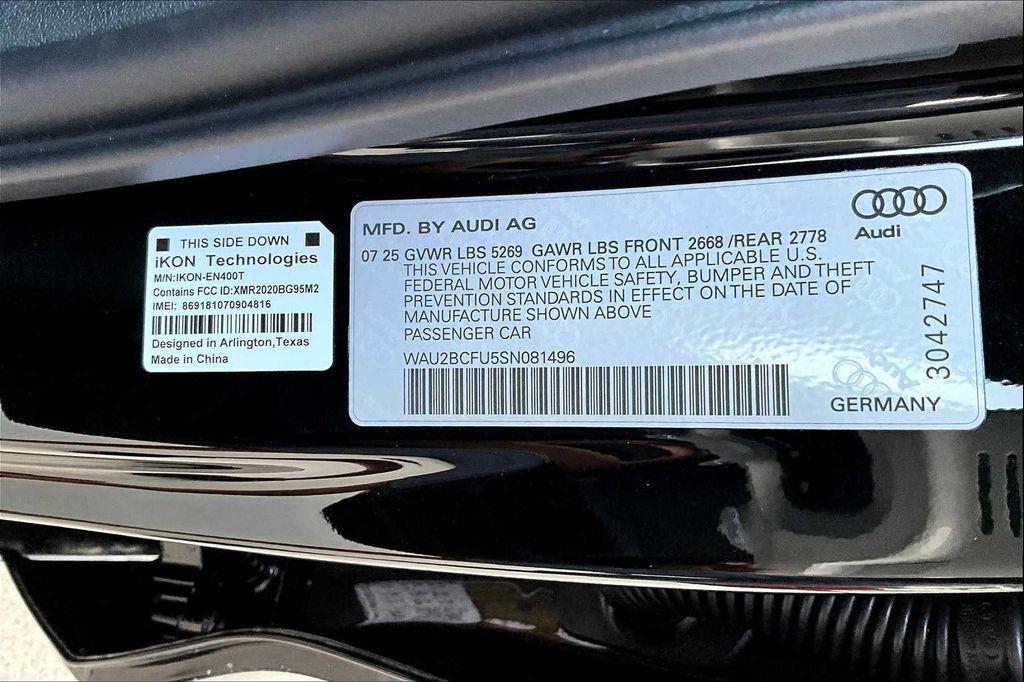 THIS SIDE DOWN
iKON Technologies
M/N:IKON-EN400T
Contains FCC ID:XMR2020BG95M2
IMEI: 869181070904816
Designed in Arlington,Texas
Made in China
MFD. BY AUDI AG
Audi
07 25 GVWR LBS 5269 GAWR LBS FRONT 2668 /REAR 2778
THIS VEHICLE CONFORMS TO ALL APPLICABLE U.S.
FEDERAL MOTOR VEHICLE SAFETY, BUMPER AND THEFT
PREVENTION STANDARDS IN EFFECT ON THE DATE OF
MANUFACTURE SHOWN ABOVE
PASSENGER CAR
WAU2BCFU5SN081496
GERMANY
3042747